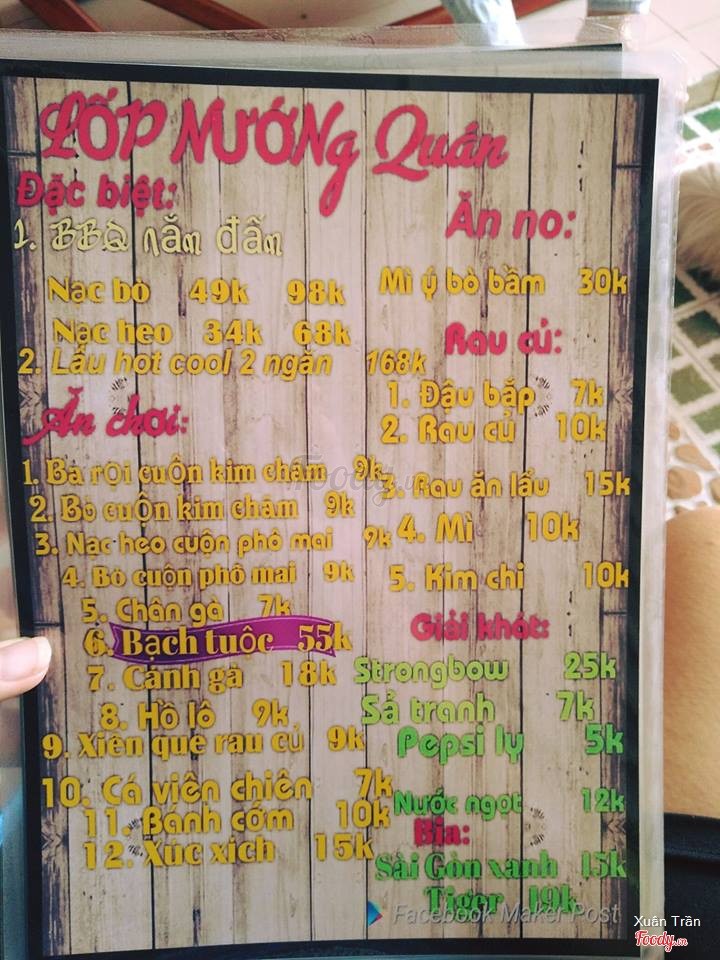 LỐP NƯỚNg Quán
Đặc biệt:
1. BBQ nắm đấm
Nạc bò 49k 98k
Nạc heo 34k 68k
2. Lẩu hot cool 2 ngăn 168k
Ăn chơi:
1. Ba rọi cuộn kim châm 9k
2. Bò cuộn kim châm 9k
3. Nạc heo cuộn phô mai 9k
4. Bò cuộn phô mai 9k
5. Chân gà 7k
6. Bạch tuộc 55k
7. Cánh gà 18k
8. Hồ lô 9k
9. Xiên que rau củ 9k
10. Cá viên chiên 7k
11. Bánh cốm 10k
12. Xúc xích 15k
Ăn no:
Mì ý bò bầm 30k
Rau củ:
1. Đậu bắp 7k
2. Rau củ 10k
3. Rau ăn lẩu 15k
4. Mì 10k
5. Kim chi 10k
Giải khát:
Strongbow 25k
Sả tranh 7k
Pepsi ly 5k
Nước ngọt 12k
Bia:
Sài Gòn xanh 15k
Tiger 19k
Facebook Maker Post
Foody.vn
Xuân Trần
Foody.vn